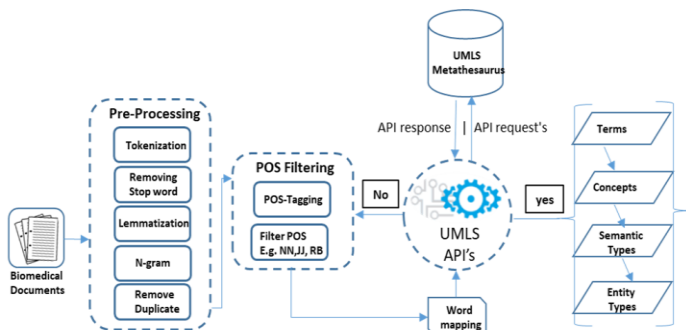 Biomedical
Documents
Pre-Processing
Tokenization
Removing
Stop word
Lemmatization
N-gram
Remove
Duplicate
POS Filtering
POS-Tagging
Filter POS
E.g. NN,JJ, RB
No
UMLS
Metathesaurus
API response | API request's
UMLS
API's
Word
mapping
yes
Terms
Concepts
Semantic
Types
Entity
Types